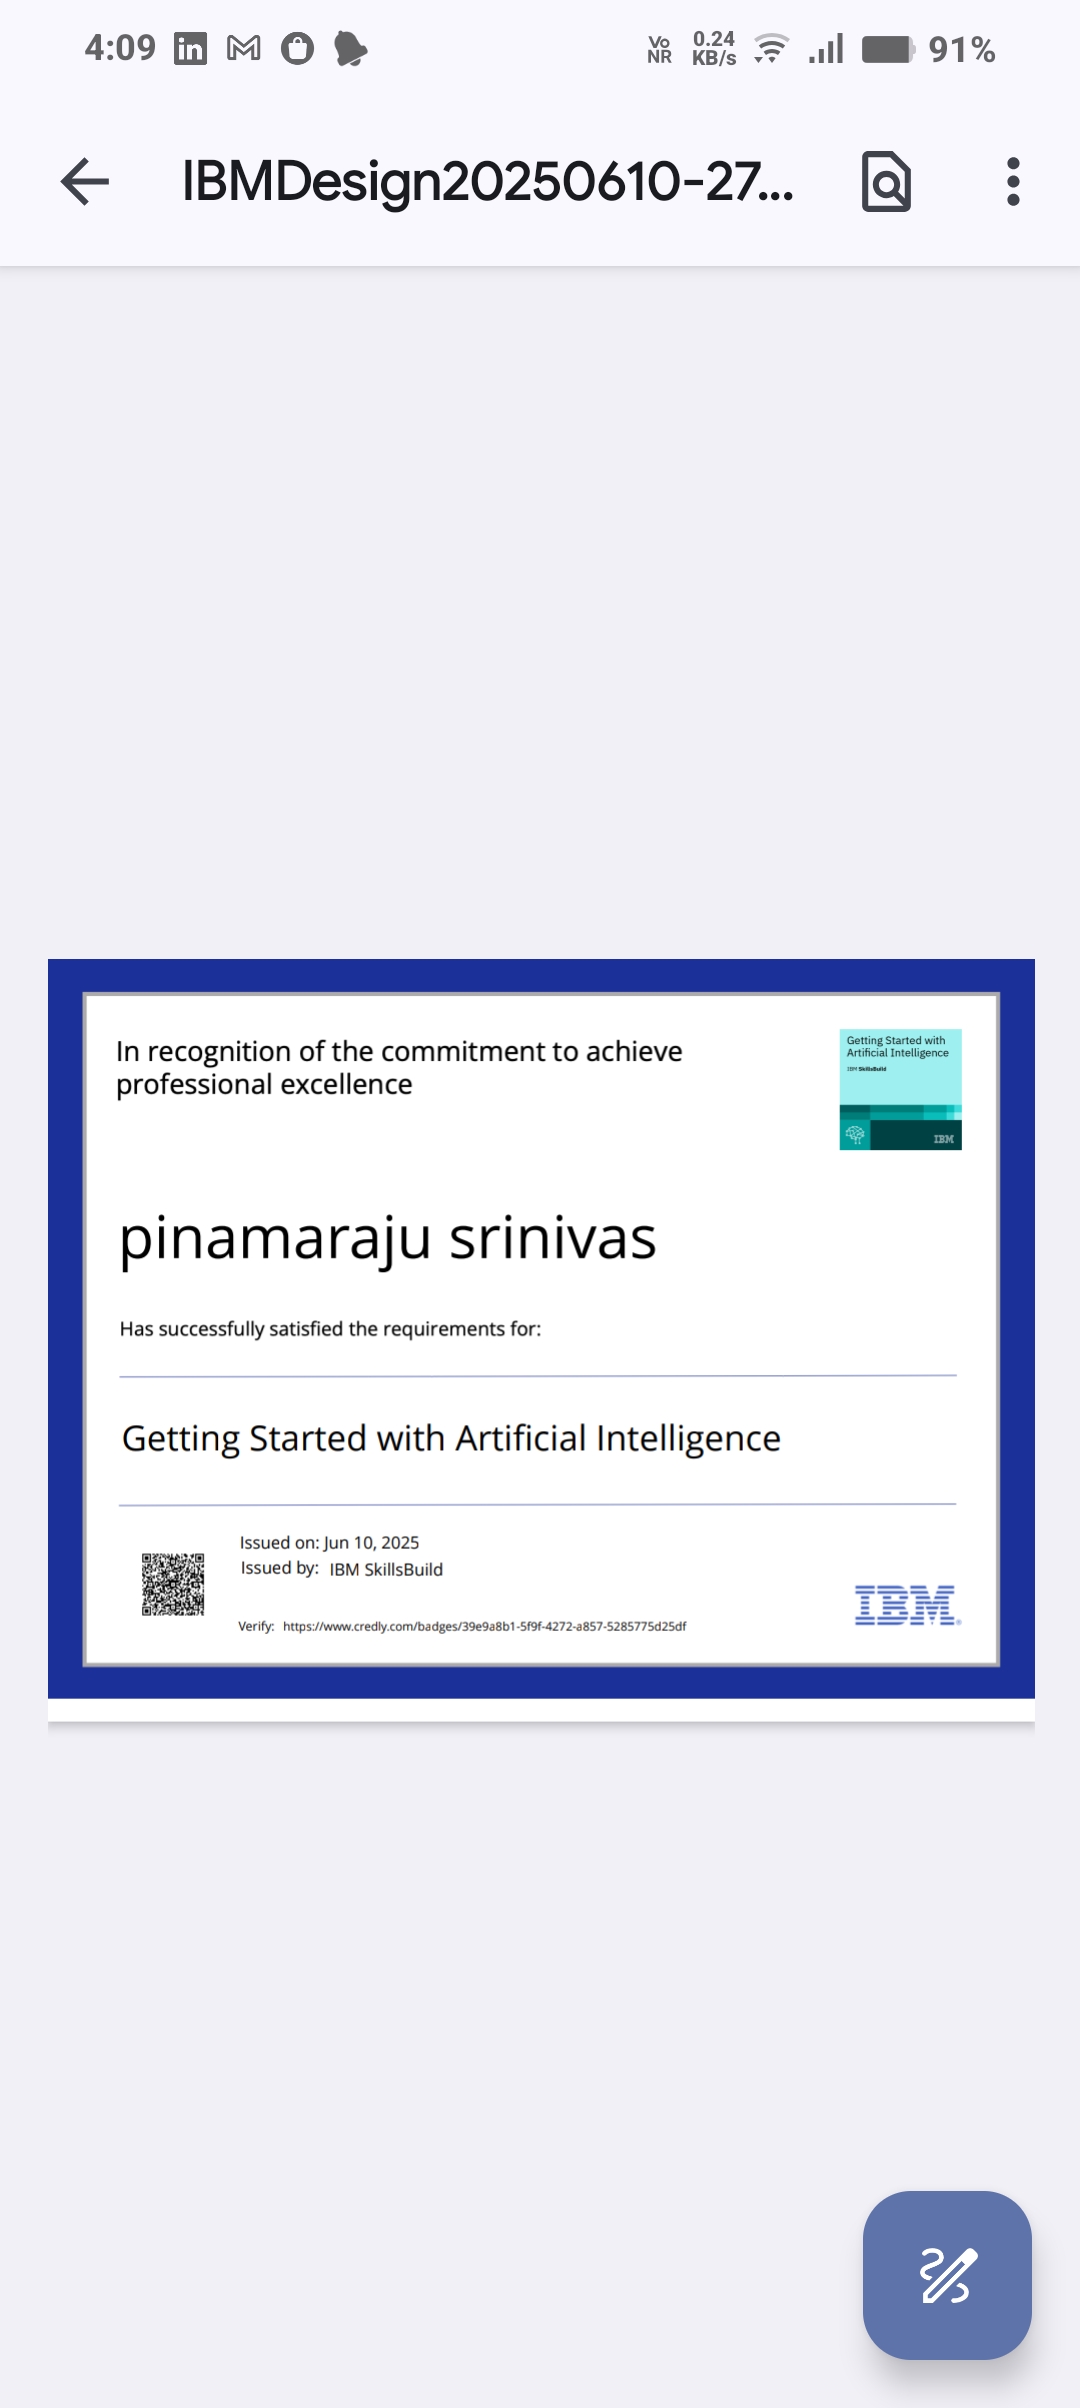 4:09
Vo
NR
0.24
KB/s
91%
IBMDesign20250610-27...
In recognition of the commitment to achieve
professional excellence
Getting Started with
Artificial Intelligence
IBM SkillsBuild
IBM
pinamaraju srinivas
Has successfully satisfied the requirements for:
Getting Started with Artificial Intelligence
Issued on: Jun 10, 2025
Issued by: IBM SkillsBuild
Verify: https://www.credly.com/badges/39e9a8b1-5f9f-4272-a857-5285775d25df
IBM